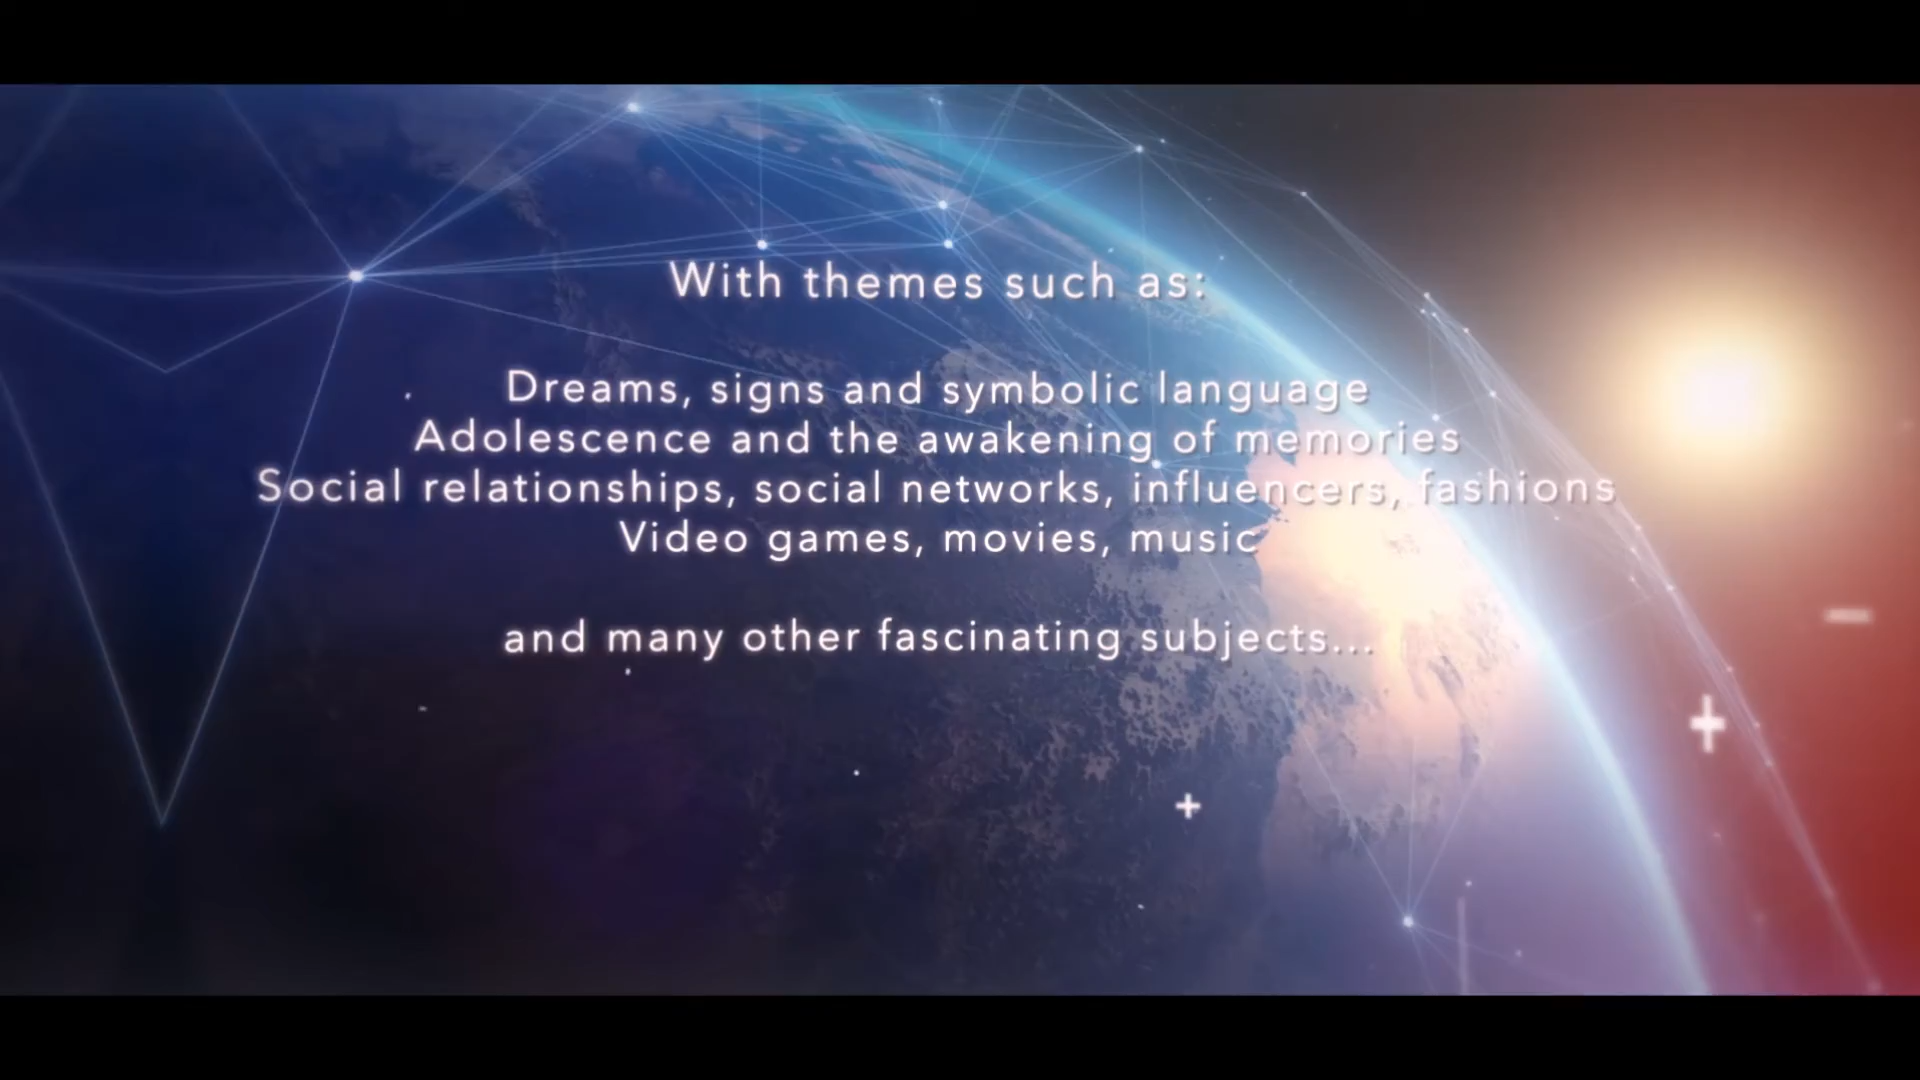 With themes such as:
Dreams, signs and symbolic language
Adolescence and the awakening of memories
Social relationships, social networks, influencers, fashions
Video games, movies, music
and many other fascinating subjects...